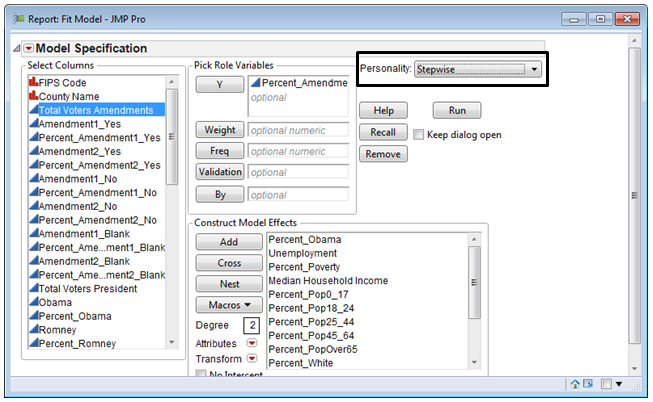 Report: Fit Model - JMP Pro
Model Specification
Select Columns
FIPS Code
County Name
Total Voters Amendments
Amendment1_Yes
Percent_Amendment1_Yes
Amendment2_Yes
Percent_Amendment2_Yes
Amendment1_No
Percent_Amendment1_No
Amendment2_No
Percent_Amendment2_No
Amendment1_Blank
Percent_Ame...ment1_Blank
Amendment2_Blank
Percent_Ame...ment2_Blank
Total Voters President
Obama
Percent_Obama
Romney
Percent_Romney
Pick Role Variables
Y
Percent_Amendme
optional
Weight
optional numeric
Freq
optional numeric
Validation
optional
By
optional
Personality: Stepwise
Help
Run
Recall
Keep dialog open
Remove
Construct Model Effects
Add
Cross
Nest
Macros
Degree 2
Attributes
Transform
No Intercept
Percent_Obama
Unemployment
Percent_Poverty
Median Household Income
Percent_Pop0_17
Percent_Pop18_24
Percent_Pop25_44
Percent_Pop45_64
Percent_PopOver65
Percent_White